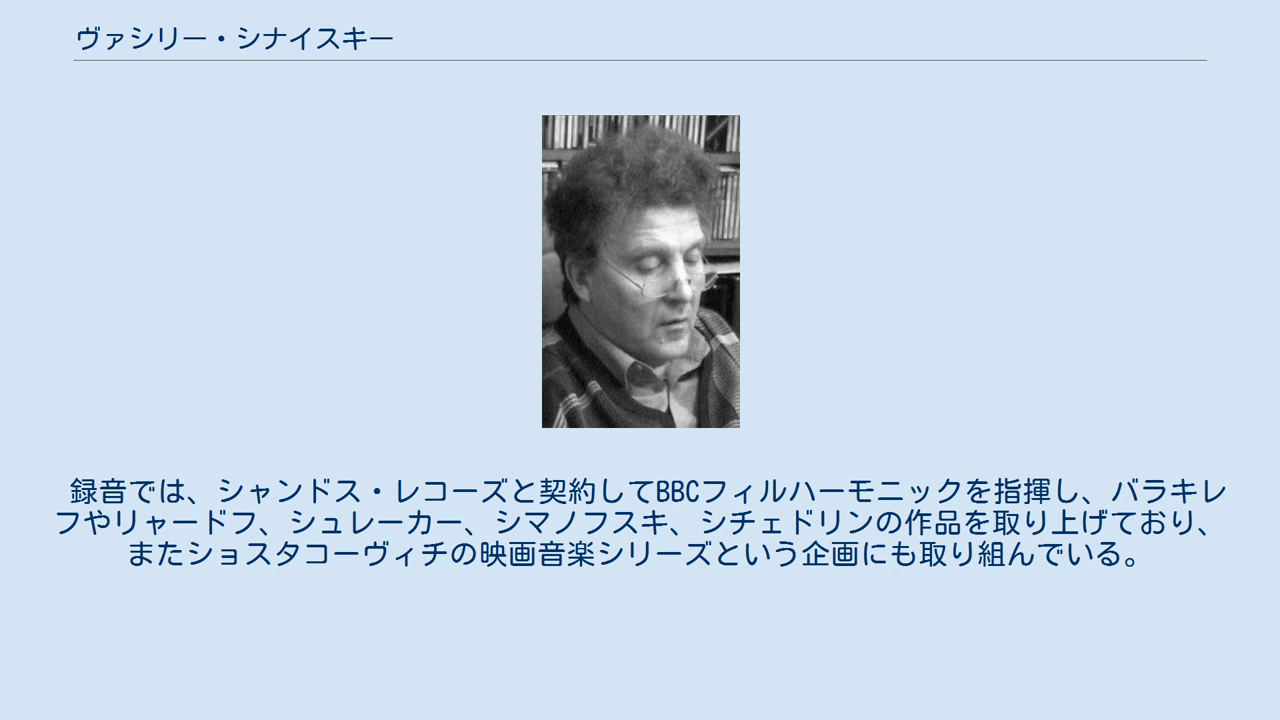 ヴァシリー・シナイスキー
録音では、シャンドス・レコーズと契約してBBCフィルハーモニックを指揮し、バラキレ
フやリャードフ、シュレーカー、シマノフスキ、シチェドリンの作品を取り上げており、
またショスタコーヴィチの映画音楽シリーズという企画にも取り組んでいる。